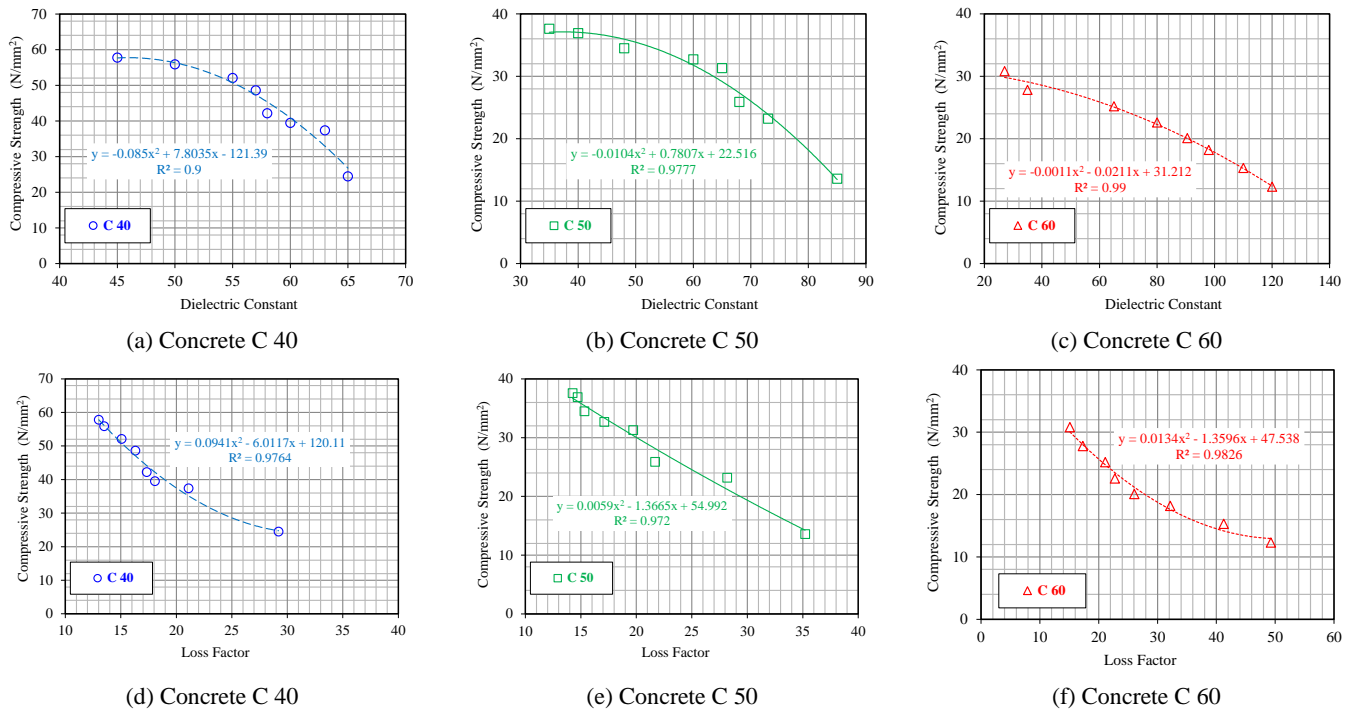 70
60
50
40
30
20
10
0
40 45 50 55 60 65 70
Compressive Strength (N/mm²)
Dielectric Constant
y = -0.085x² + 7.8035x - 121.39
R² = 0.9
C 40
(a) Concrete C 40
40
30
20
10
0
30 40 50 60 70 80 90
Compressive Strength (N/mm²)
Dielectric Constant
y = -0.0104x² + 0.7807x + 22.516
R² = 0.9777
C 50
(b) Concrete C 50
40
30
20
10
0
20 40 60 80 100 120 140
Compressive Strength (N/mm²)
Dielectric Constant
y = -0.0011x² - 0.0211x + 31.212
R² = 0.99
C 60
(c) Concrete C 60
70
60
50
40
30
20
10
0
10 15 20 25 30 35 40
Compressive Strength (N/mm²)
Loss Factor
y = 0.0941x² - 6.0117x + 120.11
R² = 0.9764
C 40
(d) Concrete C 40
40
30
20
10
0
10 15 20 25 30 35 40
Compressive Strength (N/mm²)
Loss Factor
y = 0.0059x² - 1.3665x + 54.992
R² = 0.972
C 50
(e) Concrete C 50
40
30
20
10
0
0 10 20 30 40 50 60
Compressive Strength (N/mm²)
Loss Factor
y = 0.0134x² - 1.3596x + 47.538
R² = 0.9826
C 60
(f) Concrete C 60